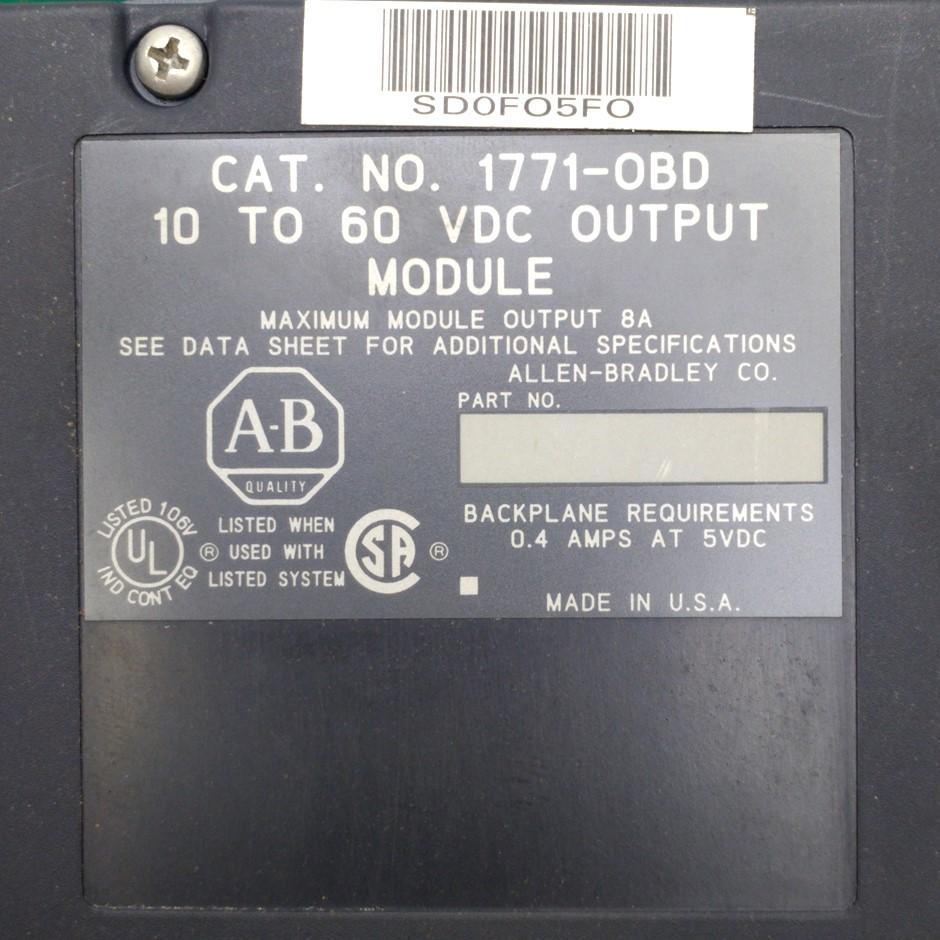 SD0F05F0
CAT. NO. 1771-OBD
10 TO 60 VDC OUTPUT
MODULE
MAXIMUM MODULE OUTPUT 8A
SEE DATA SHEET FOR ADDITIONAL SPECIFICATIONS
ALLEN-BRADLEY CO.
PART NO.
A-B
QUALITY
BACKPLANE REQUIREMENTS
0.4 AMPS AT 5VDC
LISTED 106V
UL
IND CONT EQ
®
LISTED WHEN
USED WITH
LISTED SYSTEM
SA
®
MADE IN U.S.A.